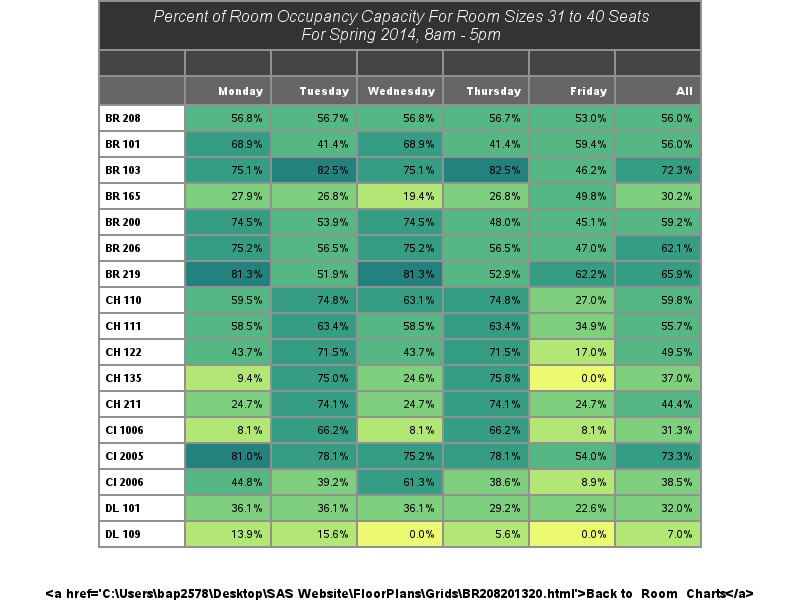 Percent of Room Occupancy Capacity For Room Sizes 31 to 40 Seats
For Spring 2014, 8am - 5pm
Monday Tuesday Wednesday Thursday Friday All
BR 208 56.8% 56.7% 56.8% 56.7% 53.0% 56.0%
BR 101 68.9% 41.4% 68.9% 41.4% 59.4% 56.0%
BR 103 75.1% 82.5% 75.1% 82.5% 46.2% 72.3%
BR 165 27.9% 26.8% 19.4% 26.8% 49.8% 30.2%
BR 200 74.5% 53.9% 74.5% 48.0% 45.1% 59.2%
BR 206 75.2% 56.5% 75.2% 56.5% 47.0% 62.1%
BR 219 81.3% 51.9% 81.3% 52.9% 62.2% 65.9%
CH 110 59.5% 74.8% 63.1% 74.8% 27.0% 59.8%
CH 111 58.5% 63.4% 58.5% 63.4% 34.9% 55.7%
CH 122 43.7% 71.5% 43.7% 71.5% 17.0% 49.5%
CH 135 9.4% 75.0% 24.6% 75.8% 0.0% 37.0%
CH 211 24.7% 74.1% 24.7% 74.1% 24.7% 44.4%
CI 1006 8.1% 66.2% 8.1% 66.2% 8.1% 31.3%
CI 2005 81.0% 78.1% 75.2% 78.1% 54.0% 73.3%
CI 2006 44.8% 39.2% 61.3% 38.6% 8.9% 38.5%
DL 101 36.1% 36.1% 36.1% 29.2% 22.6% 32.0%
DL 109 13.9% 15.6% 0.0% 5.6% 0.0% 7.0%
<a href='C:\Users\bap2578\Desktop\SAS Website\FloorPlans\Grids\BR208201320.html'>Back to Room Charts</a>